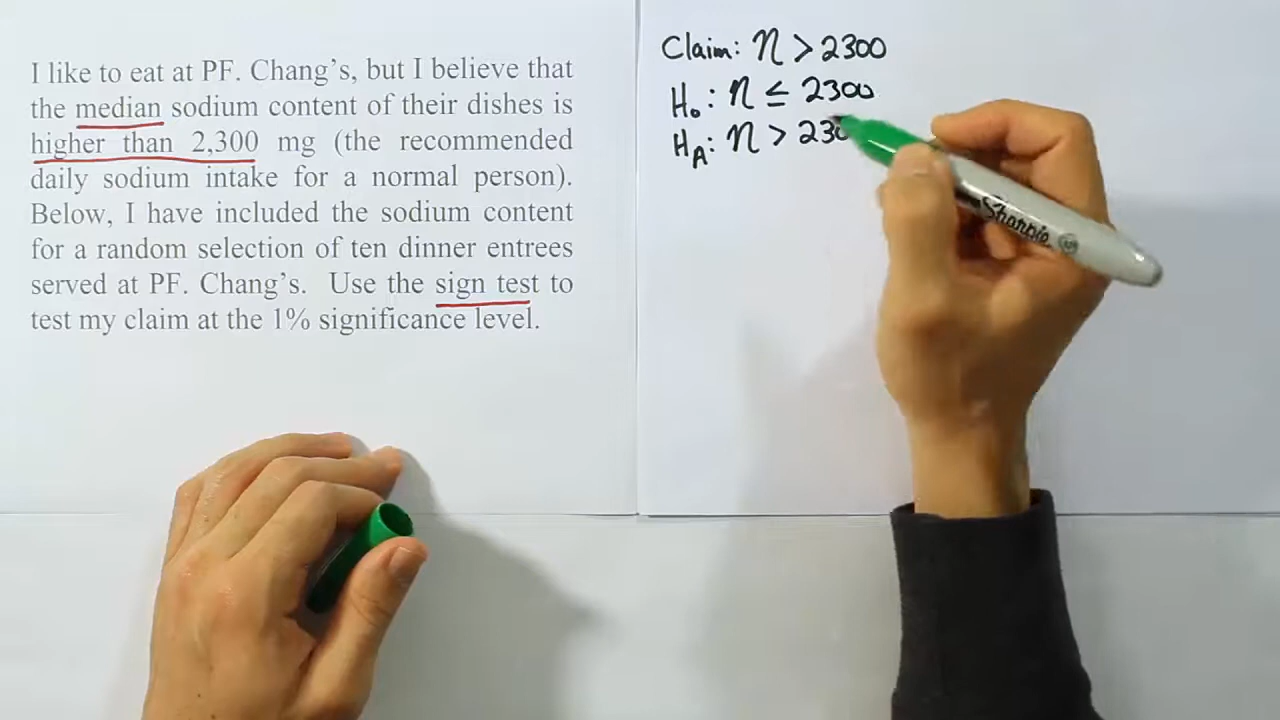 I like to eat at PF. Chang's, but I believe that
the median sodium content of their dishes is
higher than 2,300 mg (the recommended
daily sodium intake for a normal person).
Below, I have included the sodium content
for a random selection of ten dinner entrees
served at PF. Chang's. Use the sign test to
test my claim at the 1% significance level.
Claim: η > 2300
H₀: η ≤ 2300
H_A: η > 230
Sharpie